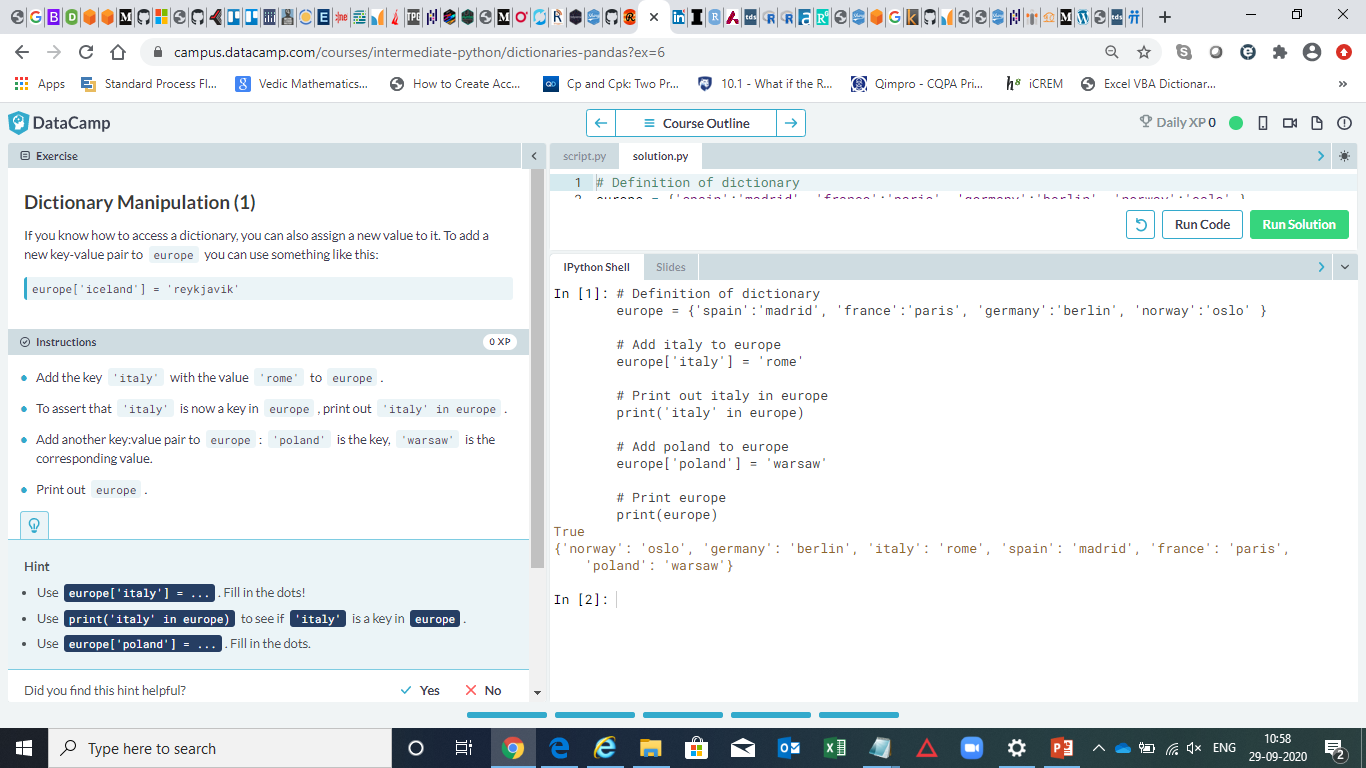 campus.datacamp.com/courses/intermediate-python/dictionaries-pandas?ex=6
Apps
Standard Process Fl...
Vedic Mathematics...
How to Create Acc...
Cp and Cpk: Two Pr...
10.1 - What if the R...
Qimpro - CQPA Pri...
iCREM
Excel VBA Dictionar...
DataCamp
Course Outline
Daily XP 0
Exercise
Dictionary Manipulation (1)
If you know how to access a dictionary, you can also assign a new value to it. To add a
new key-value pair to europe you can use something like this:
europe['iceland'] = 'reykjavik'
Instructions
0 XP
Add the key 'italy' with the value 'rome' to europe .
To assert that 'italy' is now a key in europe , print out 'italy' in europe .
Add another key:value pair to europe : 'poland' is the key, 'warsaw' is the
corresponding value.
Print out europe .
Hint
Use europe['italy'] = ... . Fill in the dots!
Use print('italy' in europe) to see if 'italy' is a key in europe .
Use europe['poland'] = ... . Fill in the dots.
Did you find this hint helpful?
Yes
No
script.py
solution.py
1 # Definition of dictionary
Run Code
Run Solution
IPython Shell
Slides
In [1]: # Definition of dictionary
europe = {'spain':'madrid', 'france':'paris', 'germany':'berlin', 'norway':'oslo' }
# Add italy to europe
europe['italy'] = 'rome'
# Print out italy in europe
print('italy' in europe)
# Add poland to europe
europe['poland'] = 'warsaw'
# Print europe
print(europe)
True
{'norway': 'oslo', 'germany': 'berlin', 'italy': 'rome', 'spain': 'madrid', 'france': 'paris',
'poland': 'warsaw'}
In [2]:
Type here to search
ENG
10:58
29-09-2020
2